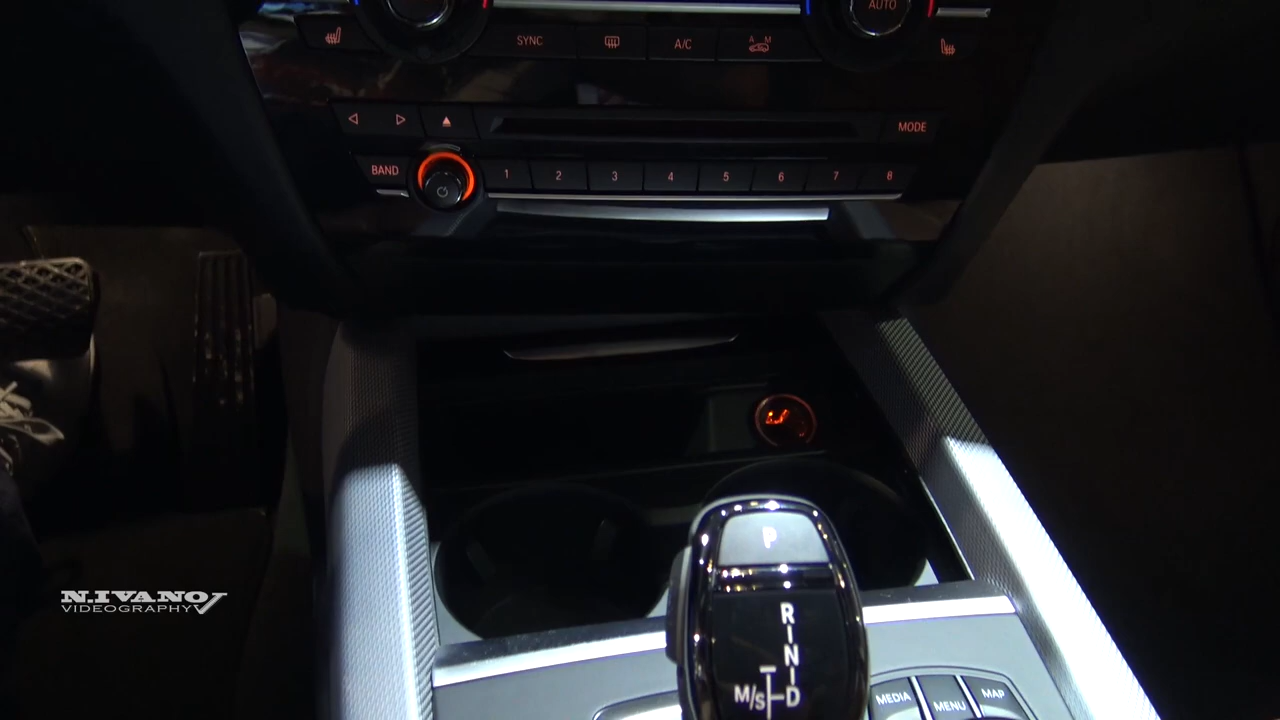 AUTO
SYNC A/C A M
MODE
BAND 1 2 3 4 5 6 7 8
P
R
N
M/S D
MEDIA MENU MAP
N.IVANOV
VIDEOGRAPHY